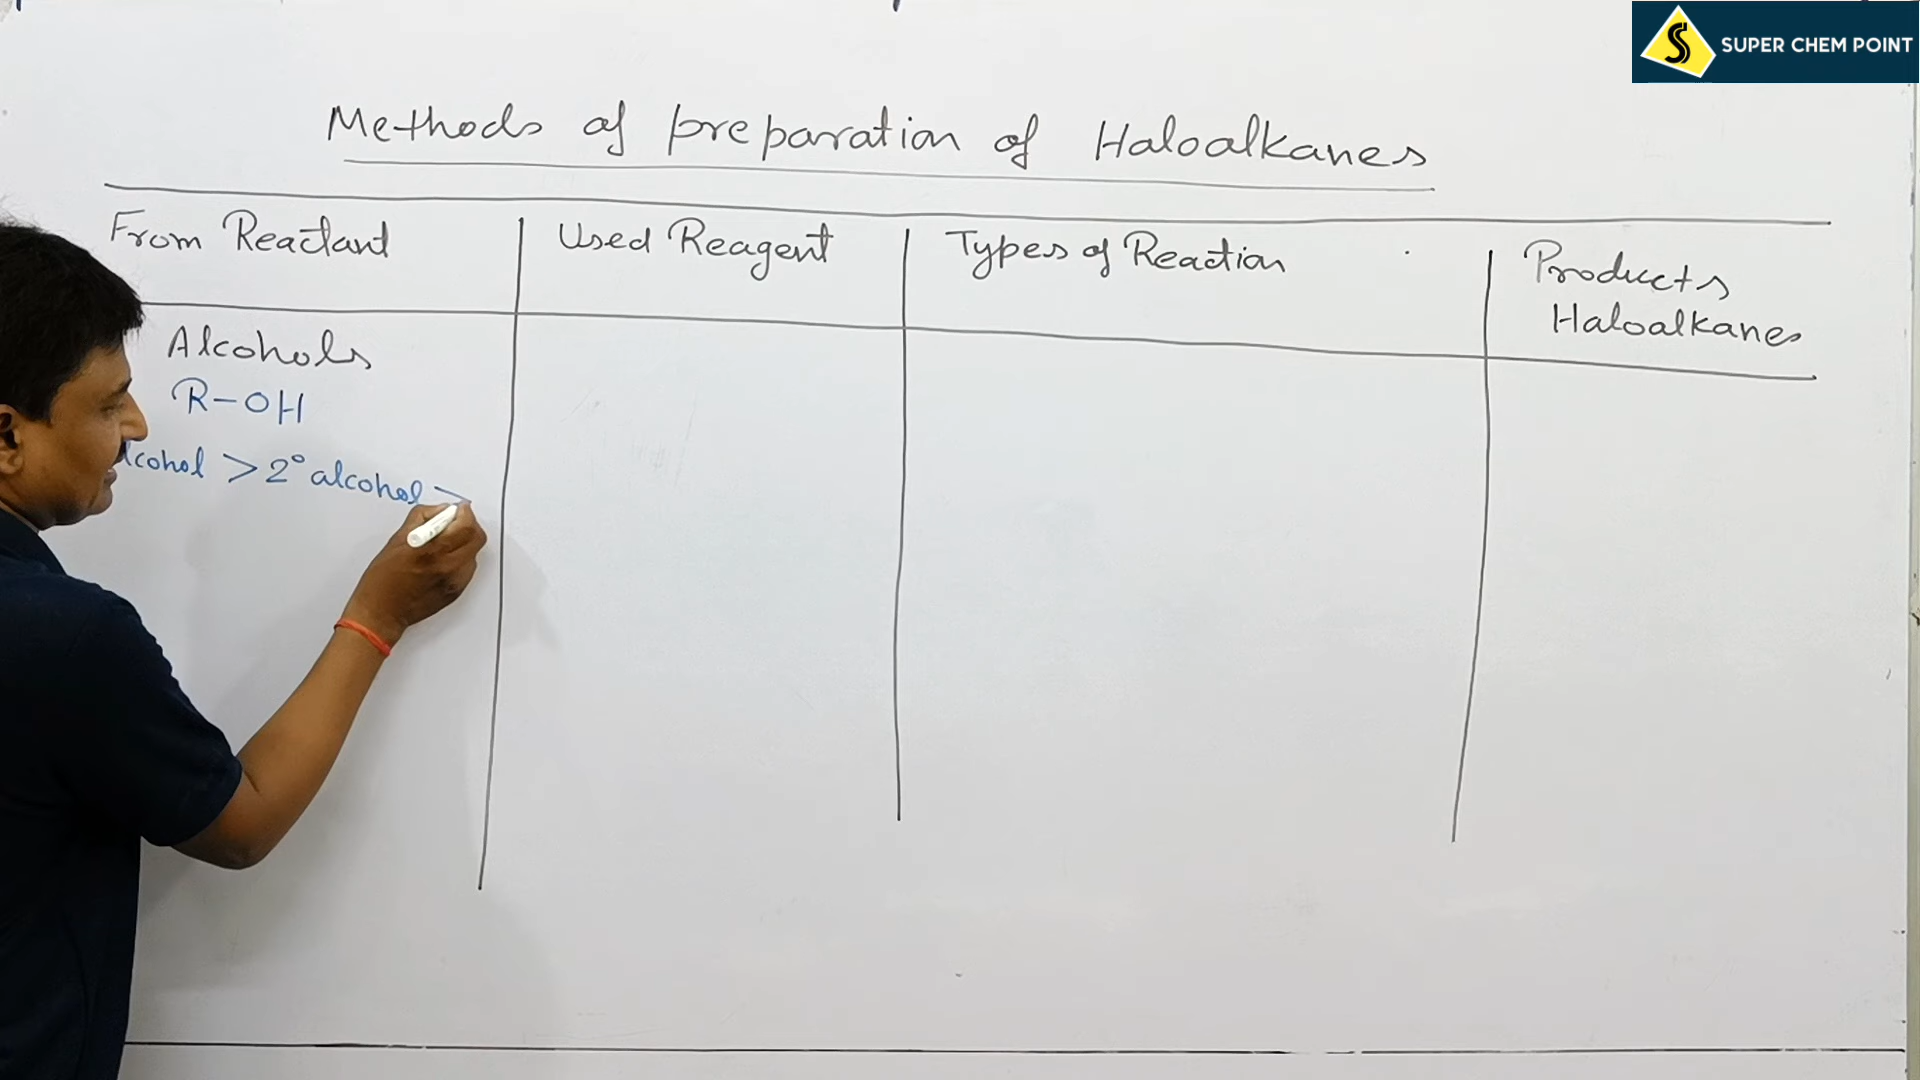 SUPER CHEM POINT
Methods of preparation of Haloalkanes
From Reactant
Used Reagent
Types of Reaction
Products
Haloalkanes
Alcohols
R-OH
> 2° alcohol >